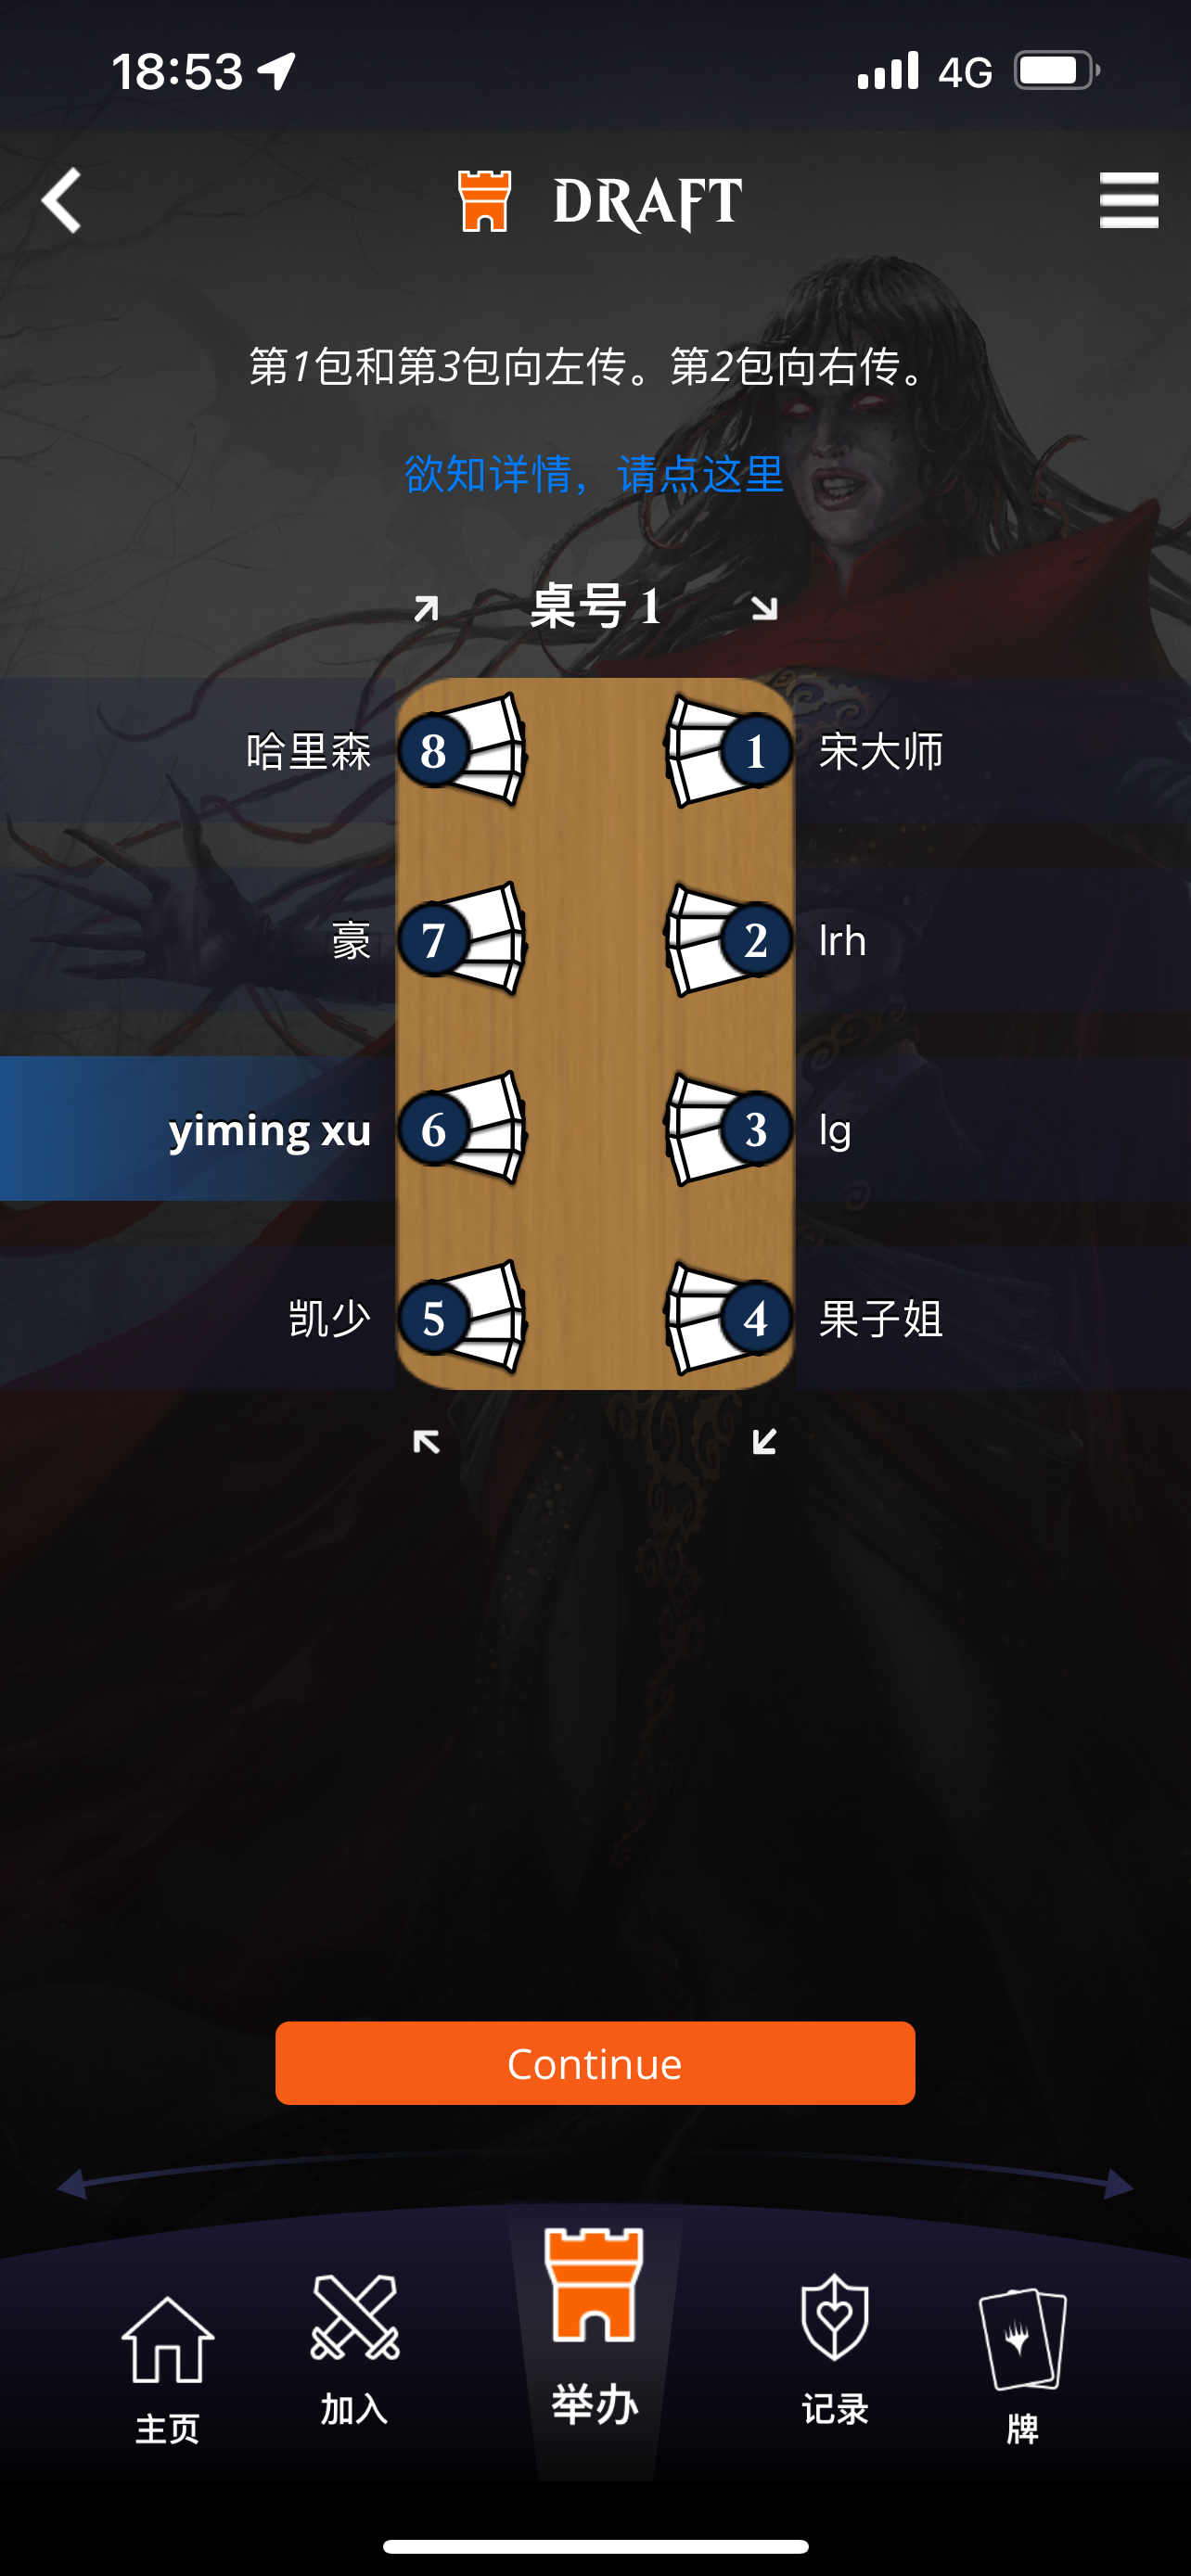 18:53 4G
DRAFT
第1包和第3包向左传。第2包向右传。
欲知详情，请点这里
桌号 1
哈里森 8 1 宋大师
豪 7 2 lrh
yiming xu 6 3 lg
凯少 5 4 果子姐
Continue
主页 加入 举办 记录 牌